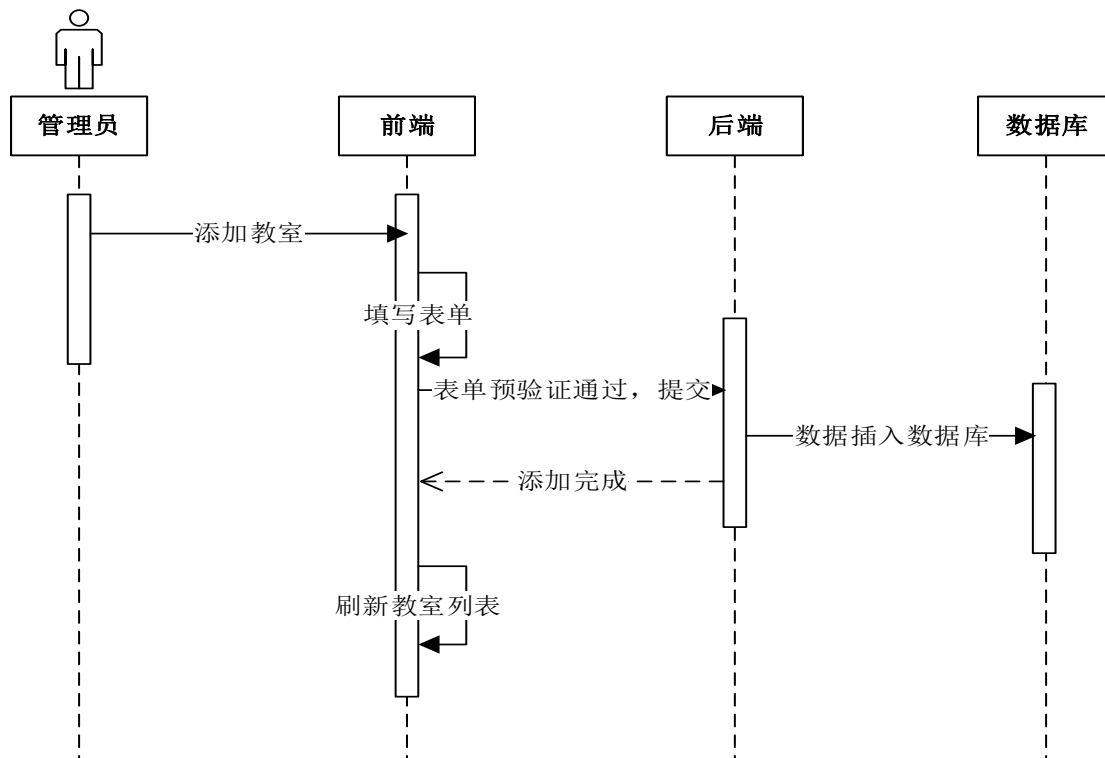 管理员
前端
后端
数据库
添加教室
填写表单
表单预验证通过，提交
数据插入数据库
添加完成
刷新教室列表